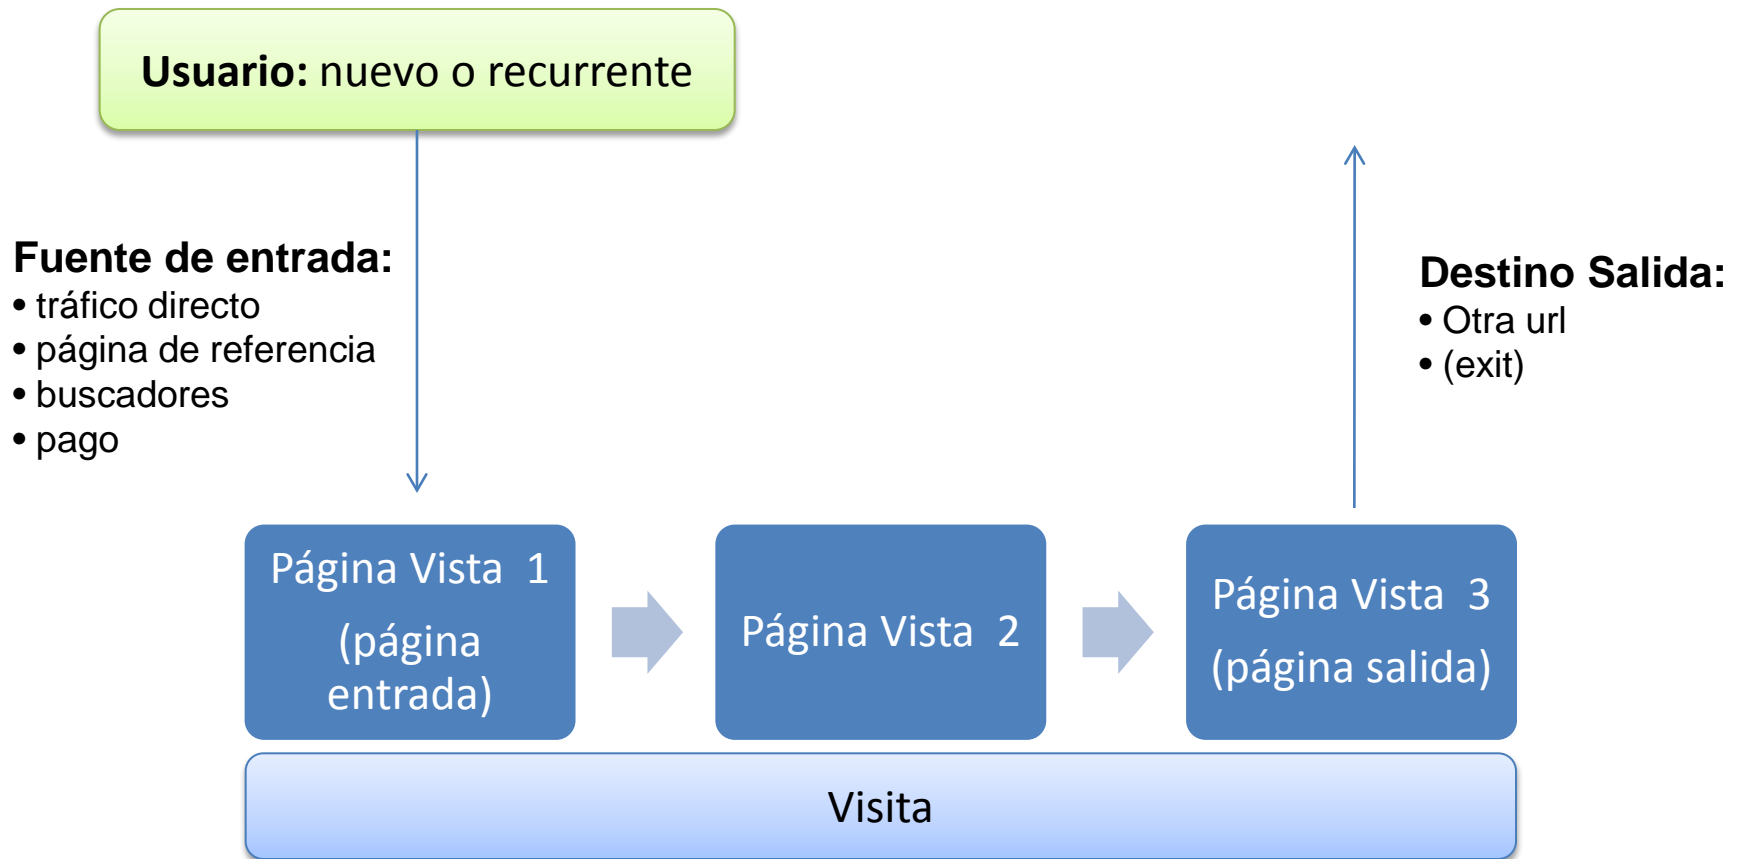 Usuario: nuevo o recurrente
Fuente de entrada:
• tráfico directo
• página de referencia
• buscadores
• pago
Destino Salida:
• Otra url
• (exit)
Página Vista 1
(página
entrada)
Página Vista 2
Página Vista 3
(página salida)
Visita